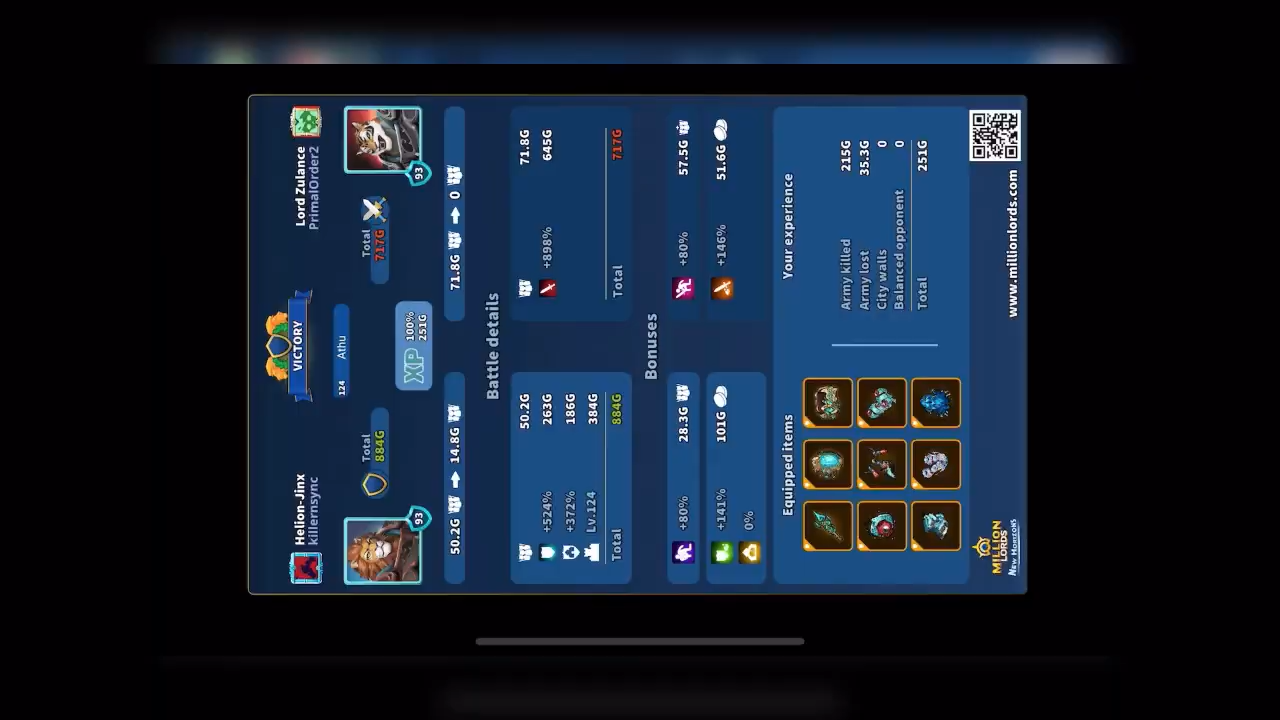 VICTORY
124 Athu
Helion-Jinx
killernsync
Lord Zulance
PrimalOrder2
93
Total
884G
XP
100%
251G
Total
717G
93
50.2G 14.8G
71.8G 0
Battle details
50.2G
+524% 263G
+372% 186G
Lv.124 384G
Total 884G
71.8G
+898% 645G
Total 717G
Bonuses
+80% 28.3G
+141% 101G
0%
+80% 57.5G
+146% 51.6G
Equipped items
Your experience
Army killed 215G
Army lost 35.3G
City walls 0
Balanced opponent 0
Total 251G
MILLION
LORDS
New Horizons
www.millionlords.com